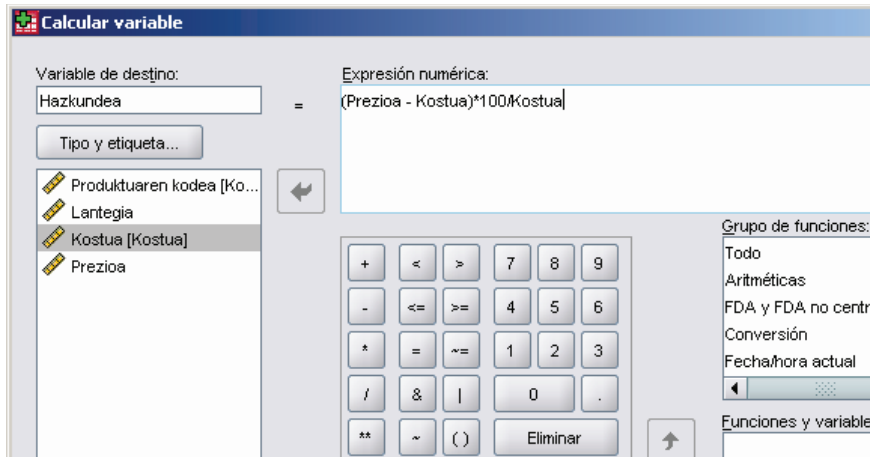 Calcular variable
Variable de destino:
Hazkundea
=
Expresión numérica:
(Prezioa - Kostua)*100/Kostua
Tipo y etiqueta...
Produktuaren kodea [Ko...
Lantegia
Kostua [Kostua]
Prezioa
+ < > 7 8 9
- <= >= 4 5 6
* = ~= 1 2 3
/ & | 0 .
** ~ ( ) Eliminar
Grupo de funciones:
Todo
Aritméticas
FDA y FDA no centr
Conversión
Fecha/hora actual
Funciones y variable